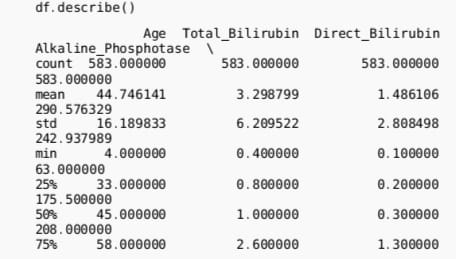 df.describe()
Age Total_Bilirubin Direct_Bilirubin
Alkaline_Phosphotase \
count 583.000000 583.000000 583.000000
583.000000
mean 44.746141 3.298799 1.486106
290.576329
std 16.189833 6.209522 2.808498
242.937989
min 4.000000 0.400000 0.100000
63.000000
25% 33.000000 0.800000 0.200000
175.500000
50% 45.000000 1.000000 0.300000
208.000000
75% 58.000000 2.600000 1.300000